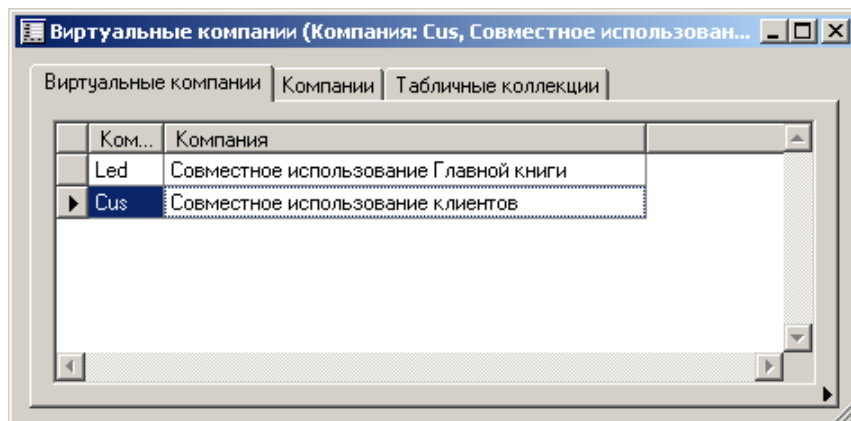 Виртуальные компании (Компания: Cus, Совместное использован...
Виртуальные компании Компании Табличные коллекции
Ком... Компания
Led Совместное использование Главной книги
Cus Совместное использование клиентов